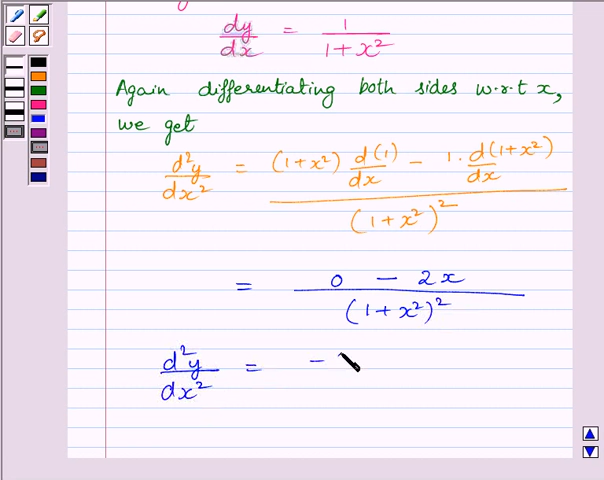 dy/dx = 1/(1+x²)
Again differentiating both sides w.r.t x,
we get
d²y/dx² = ((1+x²) d(1)/dx − 1. d(1+x²)/dx)/(1+x²)²
= (0 − 2x)/(1+x²)²
d²y/dx² = −